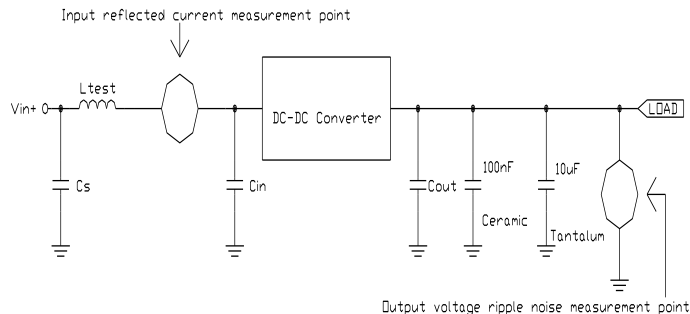 Input reflected current measurement point
Ltest
Vin+
DC-DC Converter
LOAD
Cs
Cin
Cout
100nF
10uF
Ceramic
Tantalum
Output voltage ripple noise measurement point